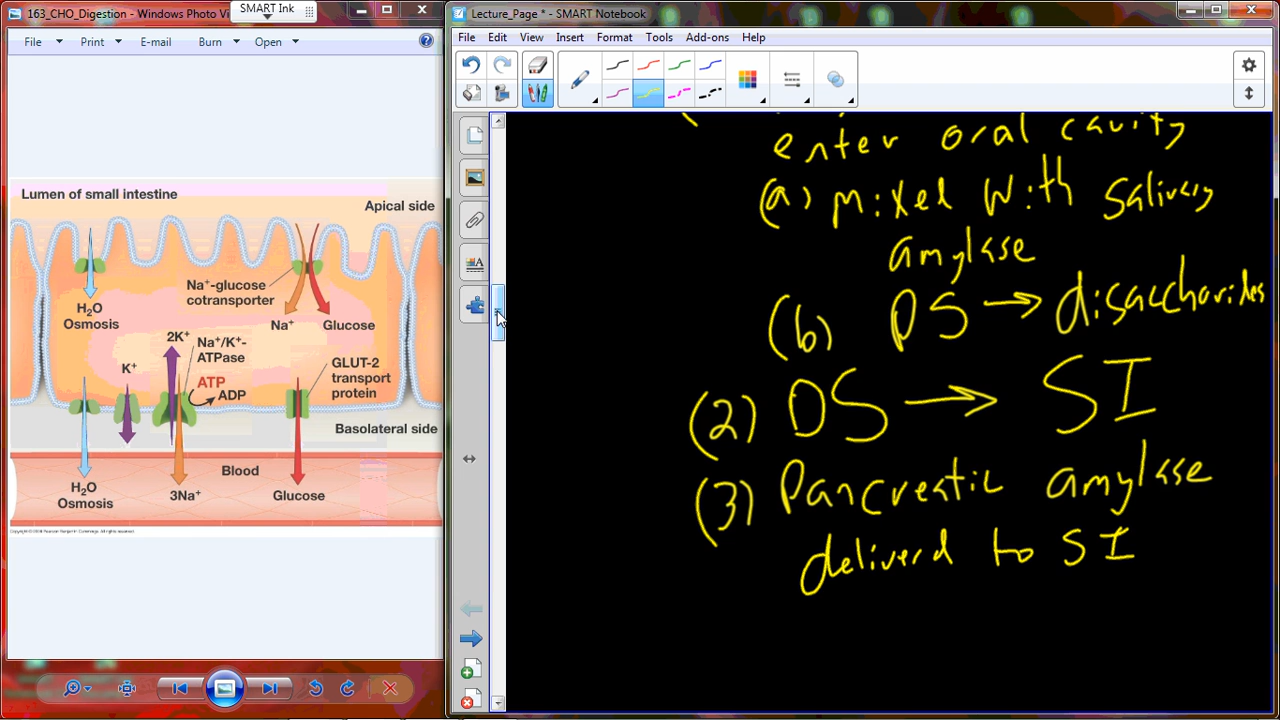 163_CHO_Digestion - Windows Photo Vi
SMART Ink
File Print E-mail Burn Open
Lumen of small intestine
Apical side
Na⁺-glucose
cotransporter
H₂O
Osmosis
Na⁺
Glucose
2K⁺
Na⁺/K⁺-
ATPase
K⁺
ATP
ADP
GLUT-2
transport
protein
Basolateral side
Blood
H₂O
Osmosis
3Na⁺
Glucose
Lecture_Page * - SMART Notebook
File Edit View Insert Format Tools Add-ons Help
enter oral cavity
(a) Mixed with Salivary
amylase
(b) PS → disaccharides
(2) DS → SI
(3) Pancreatic amylase
deliverd to SI